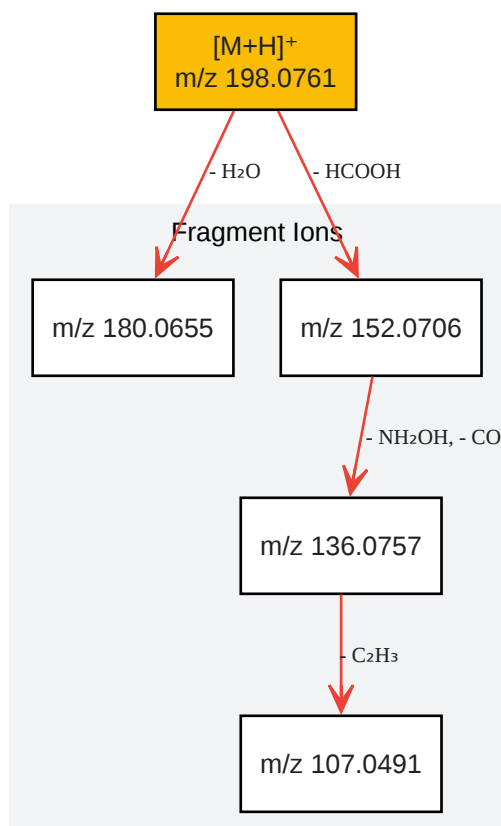 [M+H]⁺
m/z 198.0761
- H₂O
- HCOOH
Fragment Ions
m/z 180.0655
m/z 152.0706
- NH₂OH, - CO
m/z 136.0757
- C₂H₃
m/z 107.0491